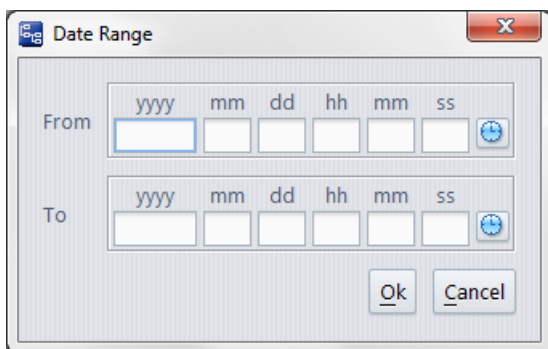 Date Range
yyyy mm dd hh mm ss
From
yyyy mm dd hh mm ss
To
Ok Cancel